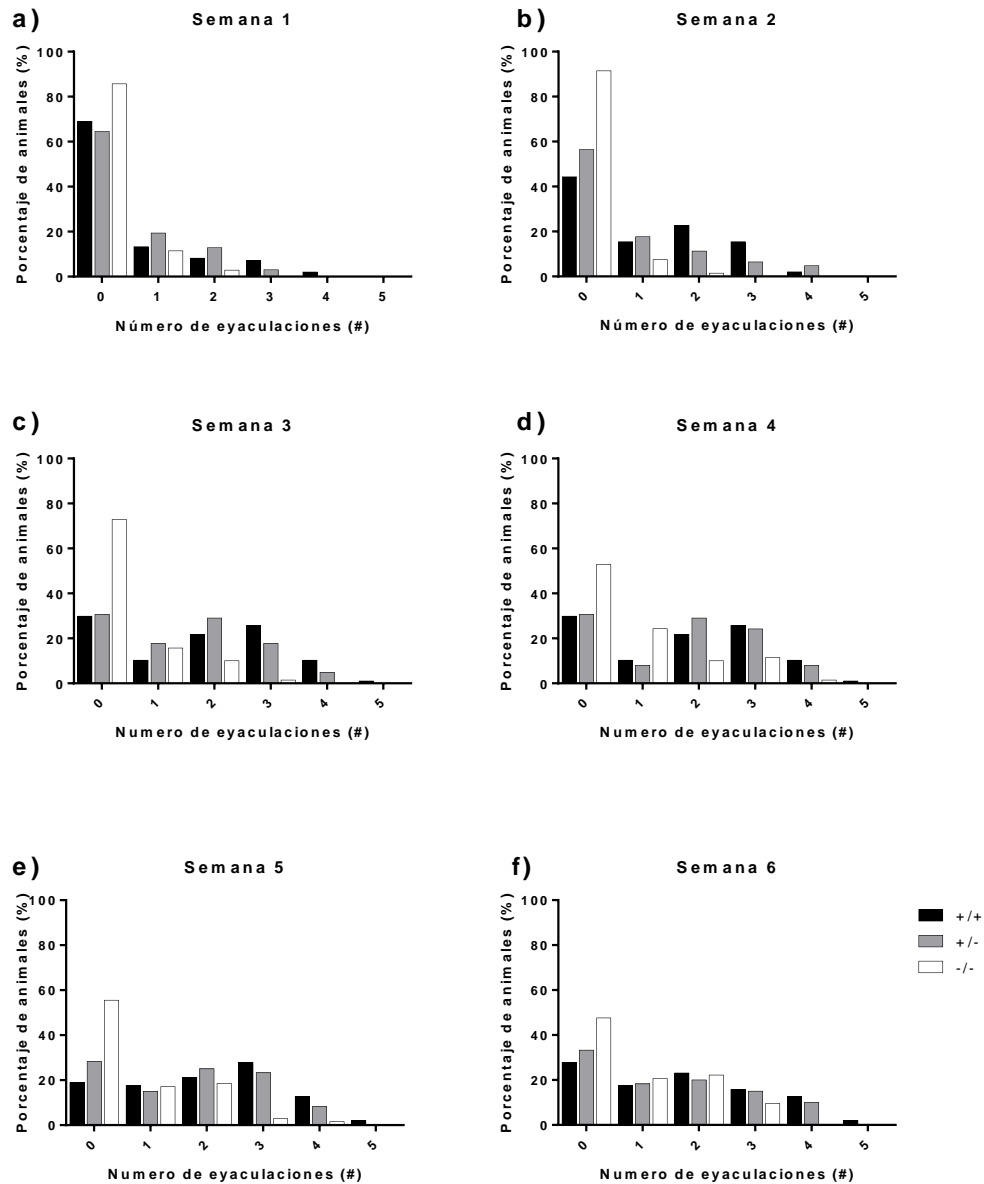 a)
Semana 1
Porcentaje de animales (%)
100
80
60
40
20
0
0 1 2 3 4 5
Número de eyaculaciones (#)
b)
Semana 2
Porcentaje de animales (%)
100
80
60
40
20
0
0 1 2 3 4 5
Número de eyaculaciones (#)
c)
Semana 3
Porcentaje de animales (%)
100
80
60
40
20
0
0 1 2 3 4 5
Numero de eyaculaciones (#)
d)
Semana 4
Porcentaje de animales (%)
100
80
60
40
20
0
0 1 2 3 4 5
Numero de eyaculaciones (#)
e)
Semana 5
Porcentaje de animales (%)
100
80
60
40
20
0
0 1 2 3 4 5
Numero de eyaculaciones (#)
f)
Semana 6
Porcentaje de animales (%)
100
80
60
40
20
0
0 1 2 3 4 5
Numero de eyaculaciones (#)
+/+
+/-
-/-